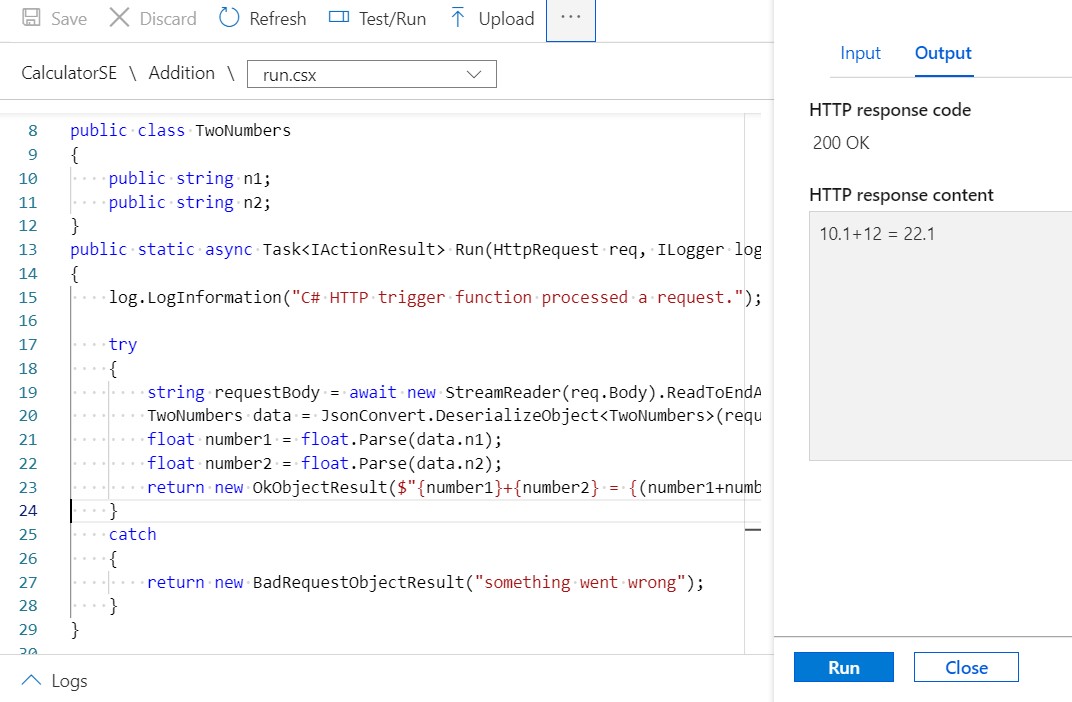 Save Discard Refresh Test/Run Upload ...
CalculatorSE \ Addition \ run.csx
8 public class TwoNumbers
9 {
10 public string n1;
11 public string n2;
12 }
13 public static async Task<IActionResult> Run(HttpRequest req, ILogger log
14 {
15 log.LogInformation("C# HTTP trigger function processed a request.");
16
17 try
18 {
19 string requestBody = await new StreamReader(req.Body).ReadToEndA
20 TwoNumbers data = JsonConvert.DeserializeObject<TwoNumbers>(requ
21 float number1 = float.Parse(data.n1);
22 float number2 = float.Parse(data.n2);
23 return new OkObjectResult($"{number1}+{number2} = {(number1+numb
24 }
25 catch
26 {
27 return new BadRequestObjectResult("something went wrong");
28 }
29 }
30
Logs
Input Output
HTTP response code
200 OK
HTTP response content
10.1+12 = 22.1
Run Close